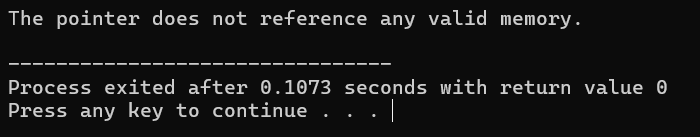 The pointer does not reference any valid memory.
--------------------------------
Process exited after 0.1073 seconds with return value 0
Press any key to continue . . .